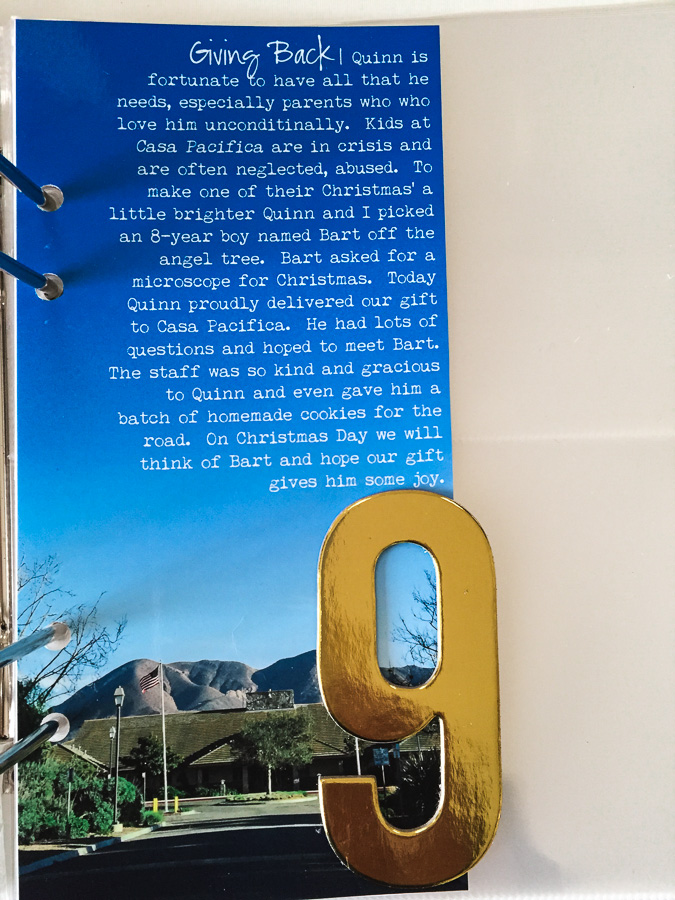 Giving Back| Quinn is
fortunate to have all that he
needs, especially parents who who
love him unconditinally. Kids at
Casa Pacifica are in crisis and
are often neglected, abused. To
make one of their Christmas' a
little brighter Quinn and I picked
an 8-year boy named Bart off the
angel tree. Bart asked for a
microscope for Christmas. Today
Quinn proudly delivered our gift
to Casa Pacifica. He had lots of
questions and hoped to meet Bart.
The staff was so kind and gracious
to Quinn and even gave him a
batch of homemade cookies for the
road. On Christmas Day we will
think of Bart and hope our gift
gives him some joy.
9